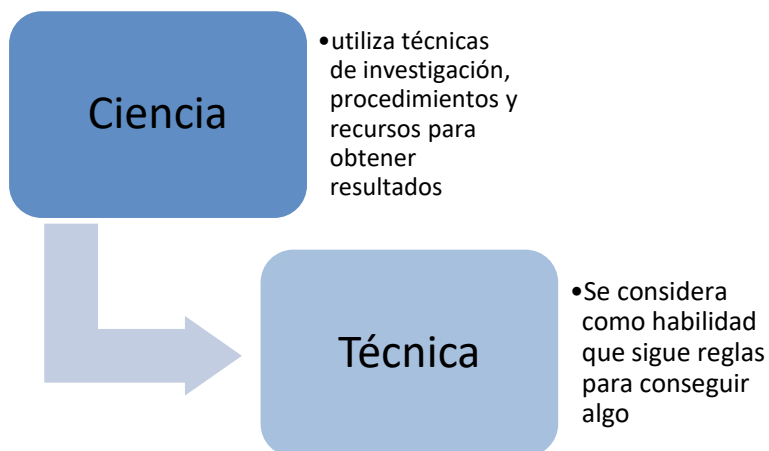 Ciencia
•utiliza técnicas
de investigación,
procedimientos y
recursos para
obtener
resultados
Técnica
•Se considera
como habilidad
que sigue reglas
para conseguir
algo